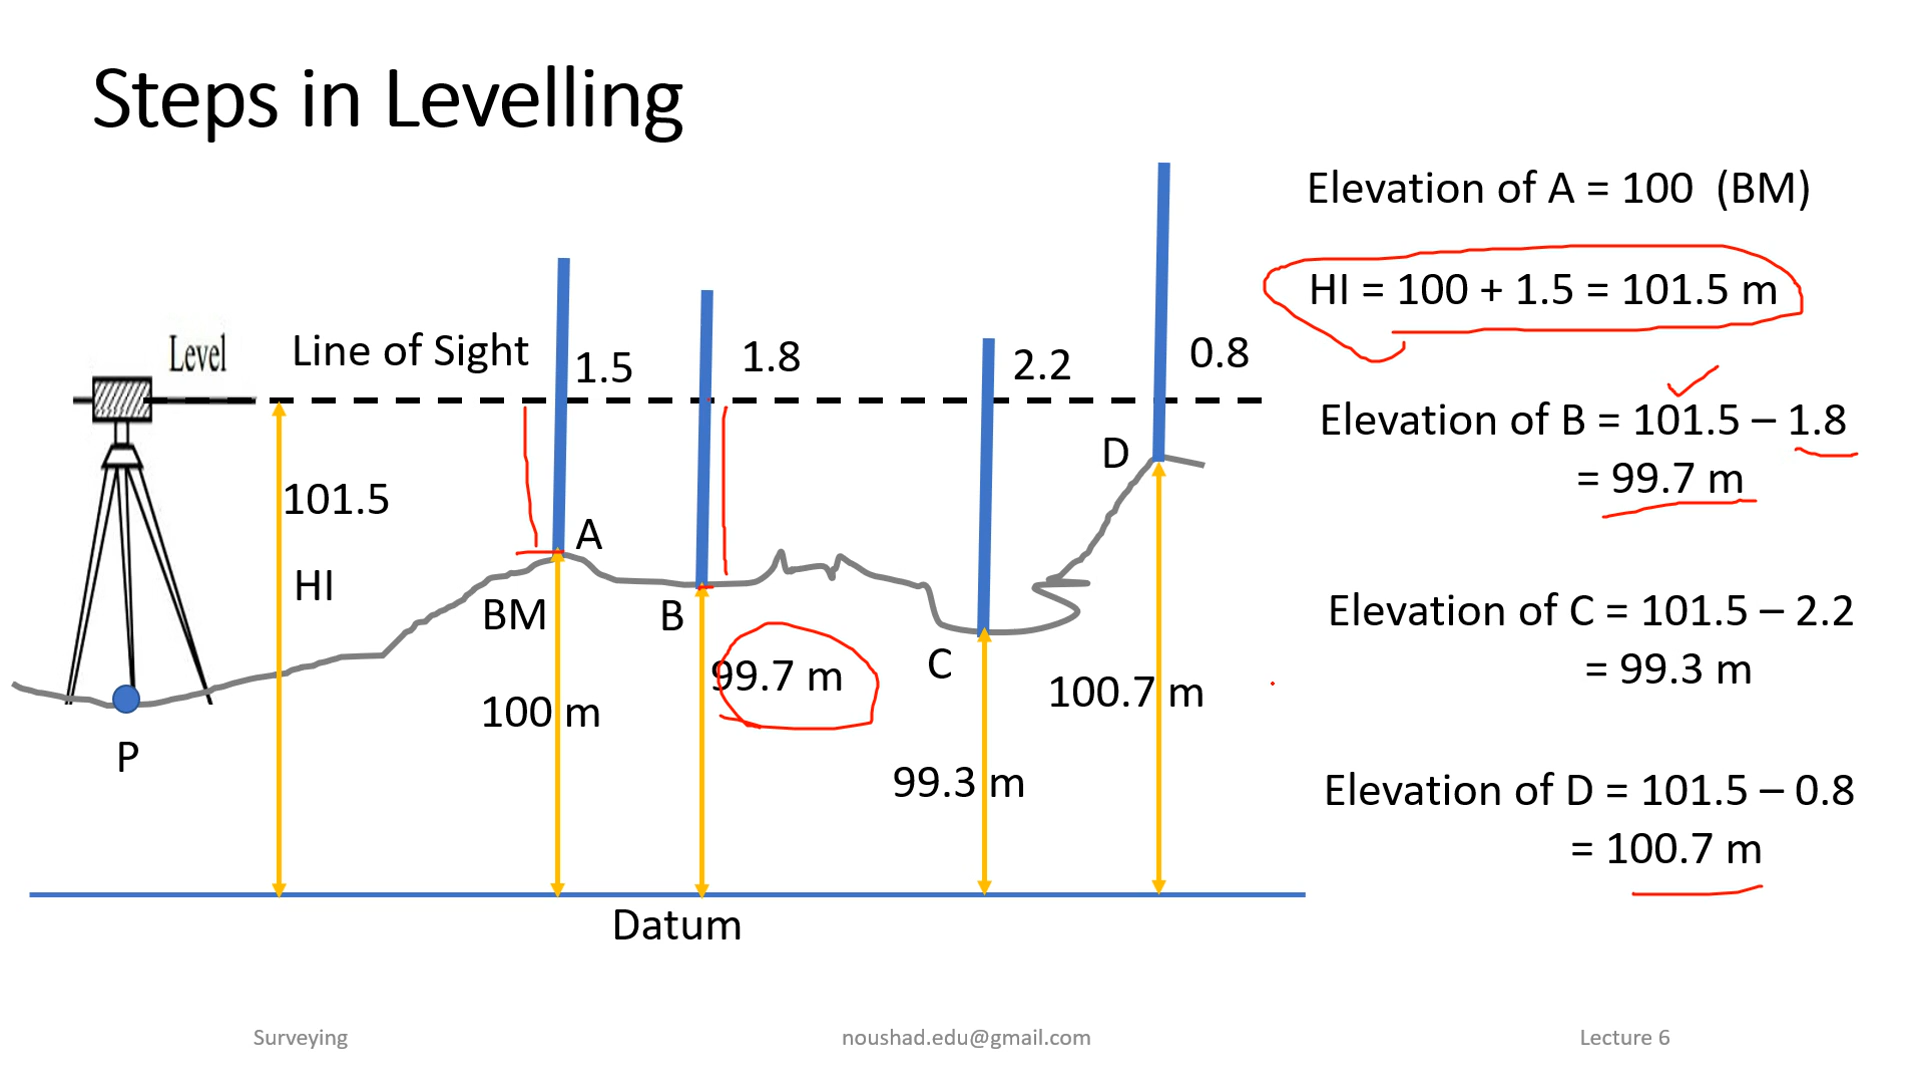 Steps in Levelling
Elevation of A = 100 (BM)
HI = 100 + 1.5 = 101.5 m
Level
Line of Sight
1.5
1.8
2.2
0.8
Elevation of B = 101.5 – 1.8
= 99.7 m
D
101.5
A
HI
BM
B
Elevation of C = 101.5 – 2.2
= 99.3 m
C
99.7 m
100.7 m
100 m
P
99.3 m
Elevation of D = 101.5 – 0.8
= 100.7 m
Datum
Surveying
noushad.edu@gmail.com
Lecture 6